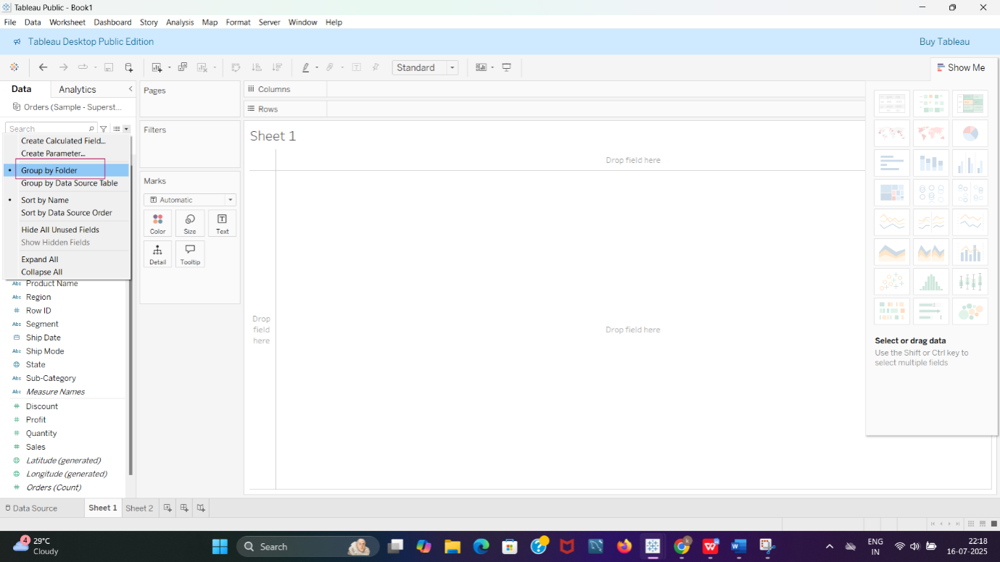 Tableau Public - Book1
File Data Worksheet Dashboard Story Analysis Map Format Server Window Help
Tableau Desktop Public Edition Buy Tableau
Standard Show Me
Data Analytics
Orders (Sample - Superst...
Search
Create Calculated Field...
Create Parameter...
Group by Folder
Group by Data Source Table
Sort by Name
Sort by Data Source Order
Hide All Unused Fields
Show Hidden Fields
Expand All
Collapse All
Abc Product Name
Abc Region
# Row ID
Abc Segment
Ship Date
Abc Ship Mode
State
Abc Sub-Category
Abc Measure Names
# Discount
# Profit
# Quantity
# Sales
Latitude (generated)
Longitude (generated)
# Orders (Count)
Pages
Filters
Marks
Automatic
Color Size Text
Detail Tooltip
Columns
Rows
Sheet 1
Drop field here
Drop
field
here
Drop field here
Select or drag data
Use the Shift or Ctrl key to
select multiple fields
Data Source Sheet 1 Sheet 2
4
29°C
Cloudy
Search
ENG
IN
22:18
16-07-2025